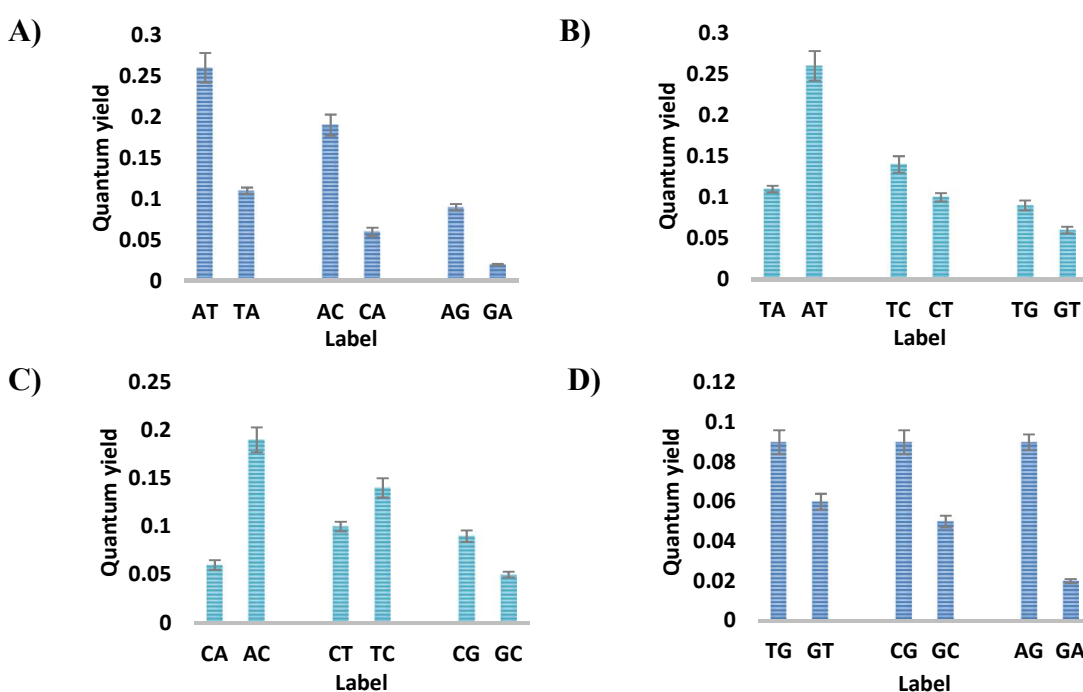 A)
0.3
0.25
0.2
0.15
0.1
0.05
0
Quantum yield
AT TA AC CA AG GA
Label
B)
0.3
0.25
0.2
0.15
0.1
0.05
0
Quantum yield
TA AT TC CT TG GT
Label
C)
0.25
0.2
0.15
0.1
0.05
0
Quantum yield
CA AC CT TC CG GC
Label
D)
0.12
0.1
0.08
0.06
0.04
0.02
0
Quantum yield
TG GT CG GC AG GA
Label